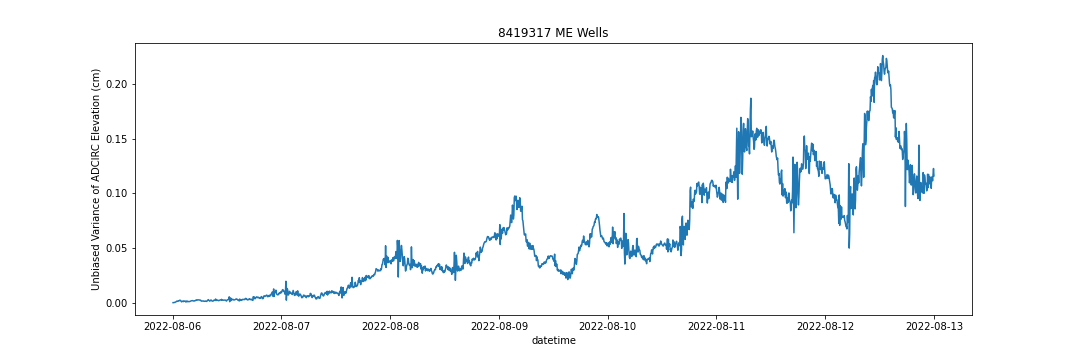 8419317 ME Wells
Unbiased Variance of ADCIRC Elevation (cm)
0.20
0.15
0.10
0.05
0.00
2022-08-06 2022-08-07 2022-08-08 2022-08-09 2022-08-10 2022-08-11 2022-08-12 2022-08-13
datetime